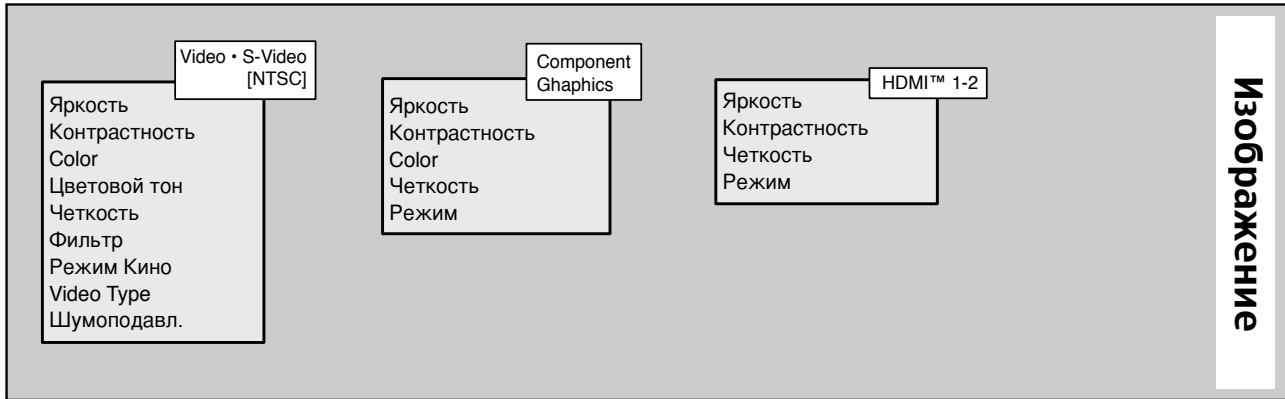 Video • S-Video
[NTSC]
Яркость
Контрастность
Color
Цветовой тон
Четкость
Фильтр
Режим Кино
Video Type
Шумоподавл.
Component
Ghaphics
Яркость
Контрастность
Color
Четкость
Режим
HDMI™ 1-2
Яркость
Контрастность
Четкость
Режим
Изображение